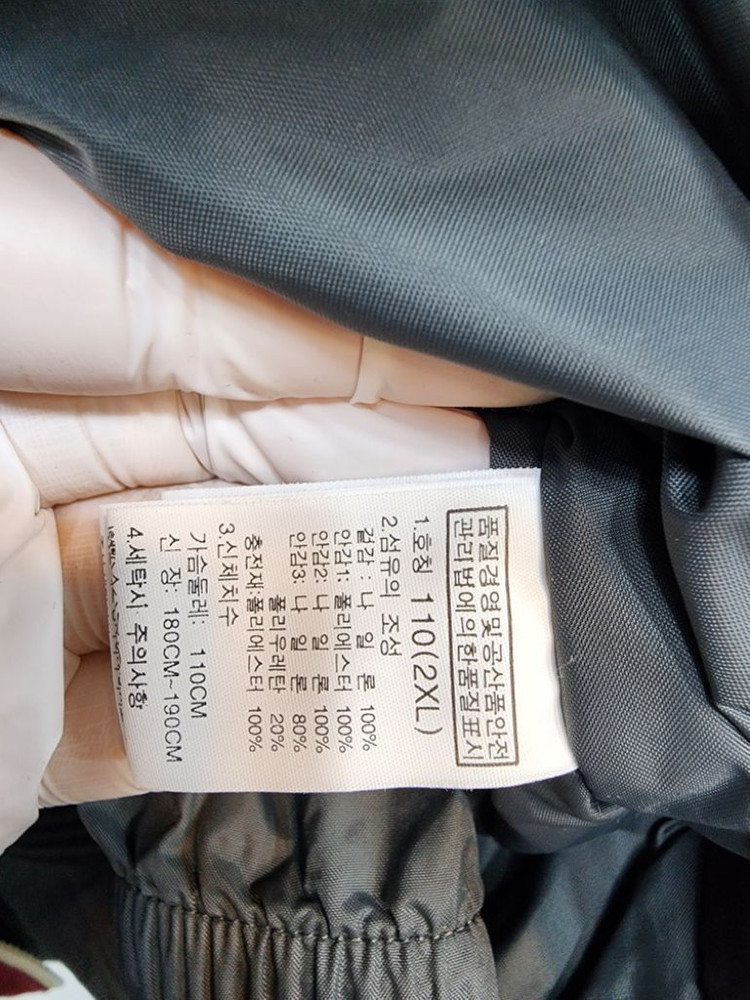 품질경영및공산품안전
관리법에의한품질표시
1.호칭 110(2XL)
2.섬유의 조성
겉감 : 나 일 론 100%
안감1: 폴리에스터 100%
안감2: 나 일 론 100%
안감3: 나 일 론 80%
폴리우레탄 20%
충전재:폴리에스터 100%
3.신체치수
가슴둘레: 110CM
신 장: 180CM~190CM
4.세탁시 주의사항